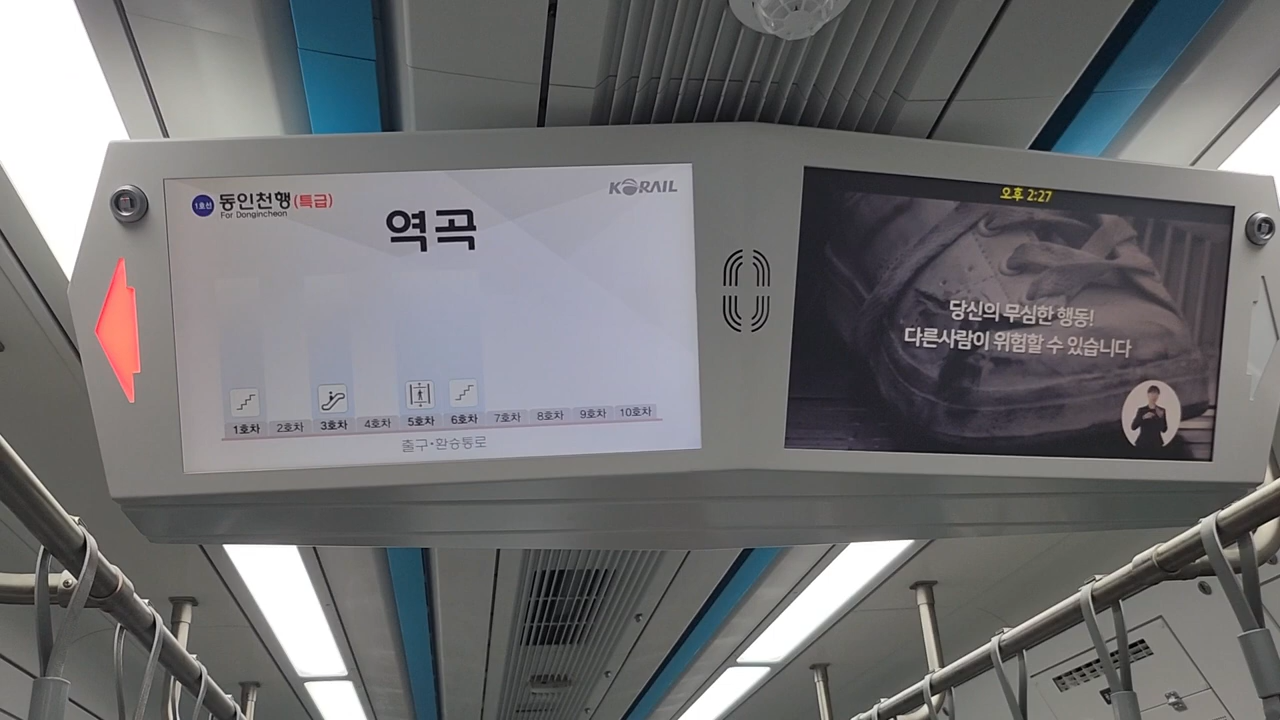 1호선 동인천행(특급)
For Dongincheon
KORAIL
역곡
1호차 2호차 3호차 4호차 5호차 6호차 7호차 8호차 9호차 10호차
출구·환승통로
오후 2:27
당신의 무심한 행동!
다른사람이 위험할 수 있습니다